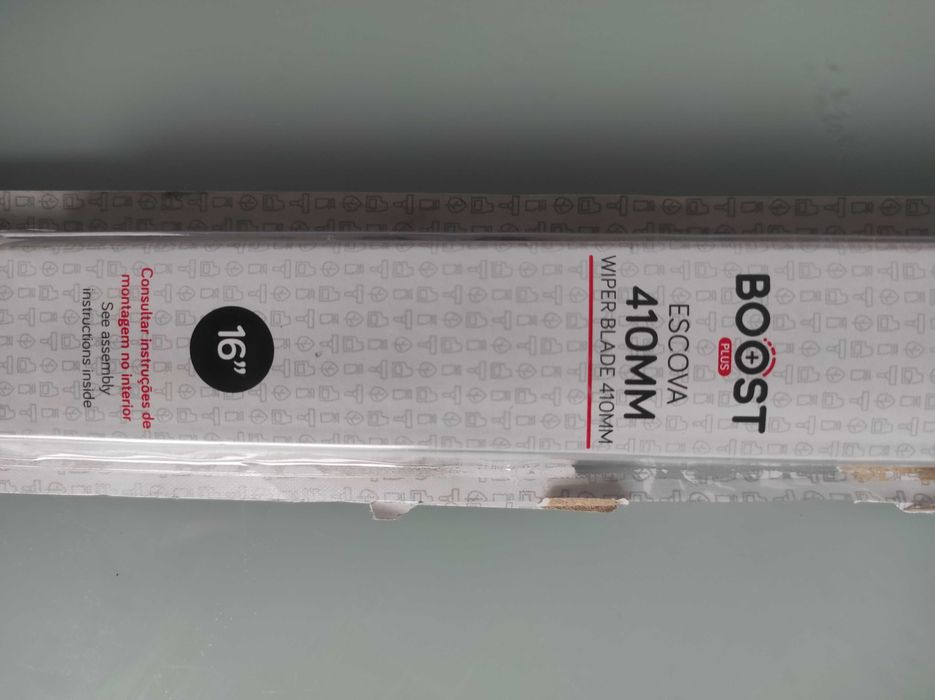 BOOST
PLUS
ESCOVA
410MM
WIPER BLADE 410MM
16”
Consultar instruções de
montagem no interior
See assembly
instructions inside